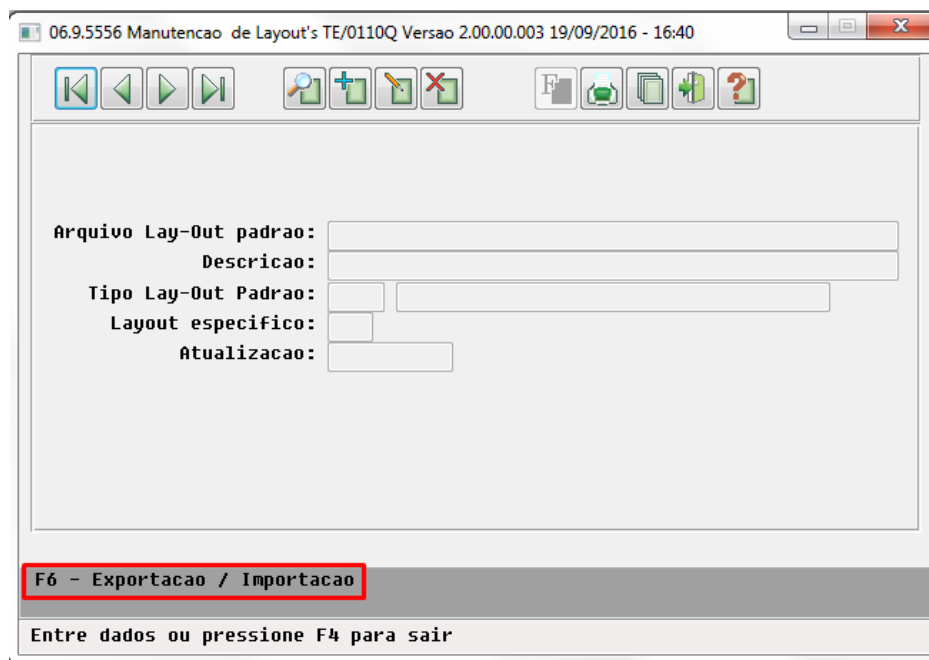 06.9.5556 Manutencao de Layout's TE/0110Q Versao 2.00.00.003 19/09/2016 - 16:40
F
Arquivo Lay-Out padrao:
Descricao:
Tipo Lay-Out Padrao:
Layout especifico:
Atualizacao:
F6 - Exportacao / Importacao
Entre dados ou pressione F4 para sair